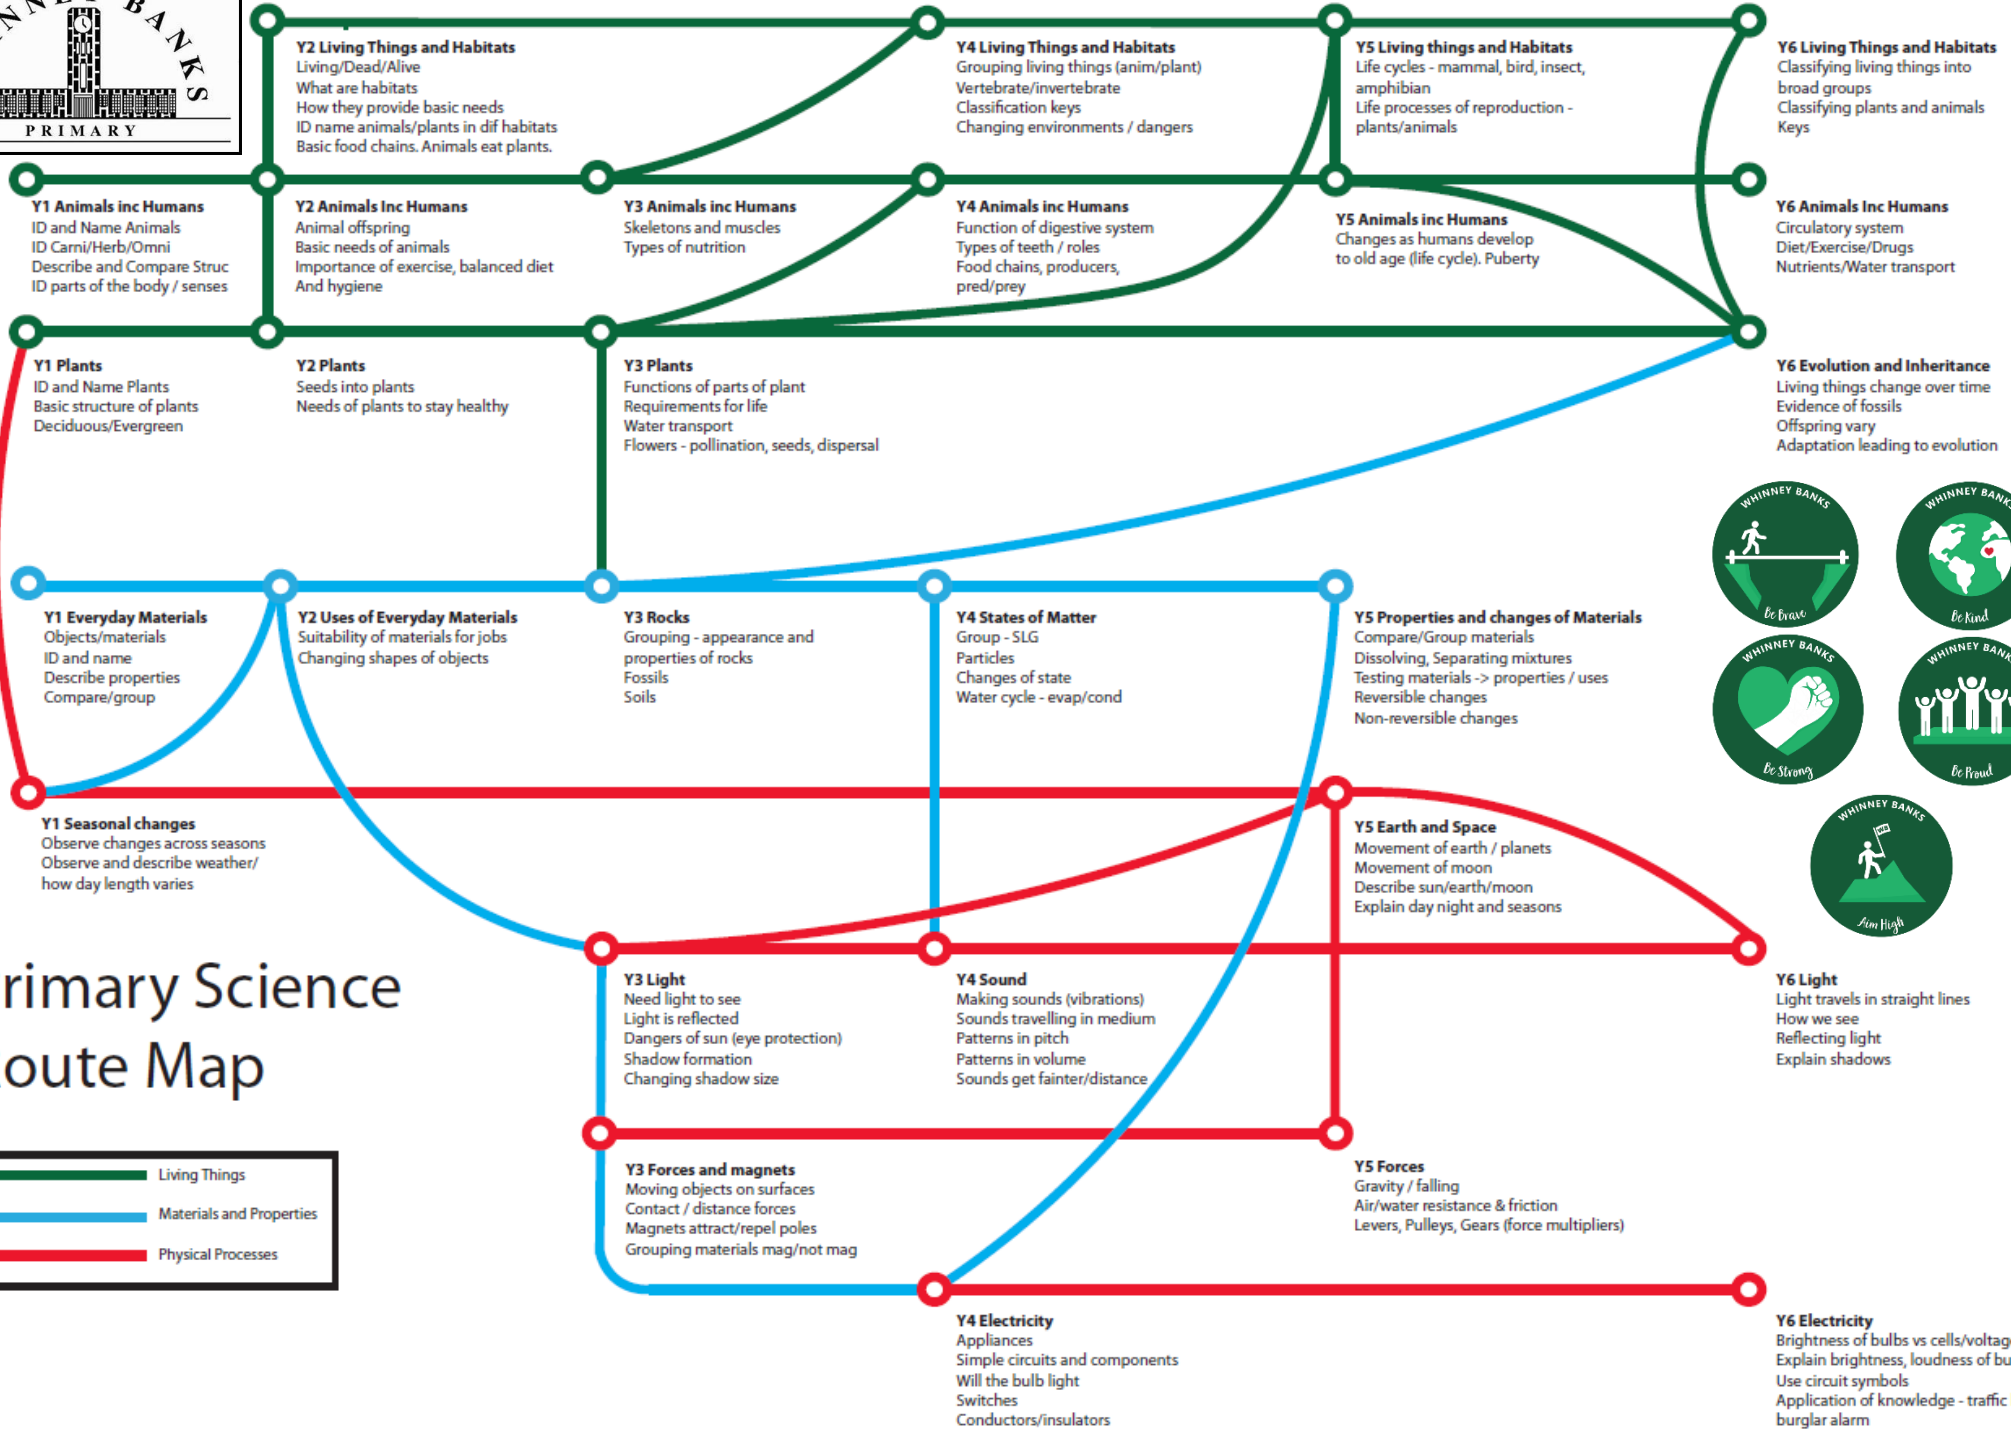 BANKS
PRIMARY
Y2 Living Things and Habitats
Living/Dead/Alive
What are habitats
How they provide basic needs
ID name animals/plants in dif habitats
Basic food chains. Animals eat plants.
Y4 Living Things and Habitats
Grouping living things (anim/plant)
Vertebrate/invertebrate
Classification keys
Changing environments / dangers
Y5 Living things and Habitats
Life cycles - mammal, bird, insect,
amphibian
Life processes of reproduction -
plants/animals
Y6 Living Things and Habitats
Classifying living things into
broad groups
Classifying plants and animals
Keys
Y1 Animals inc Humans
ID and Name Animals
ID Carni/Herb/Omni
Describe and Compare Struc
ID parts of the body / senses
Y2 Animals Inc Humans
Animal offspring
Basic needs of animals
Importance of exercise, balanced diet
And hygiene
Y3 Animals inc Humans
Skeletons and muscles
Types of nutrition
Y4 Animals inc Humans
Function of digestive system
Types of teeth / roles
Food chains, producers,
pred/prey
Y5 Animals inc Humans
Changes as humans develop
to old age (life cycle). Puberty
Y6 Animals Inc Humans
Circulatory system
Diet/Exercise/Drugs
Nutrients/Water transport
Y1 Plants
ID and Name Plants
Basic structure of plants
Deciduous/Evergreen
Y2 Plants
Seeds into plants
Needs of plants to stay healthy
Y3 Plants
Functions of parts of plant
Requirements for life
Water transport
Flowers - pollination, seeds, dispersal
Y6 Evolution and Inheritance
Living things change over time
Evidence of fossils
Offspring vary
Adaptation leading to evolution
WHINNEY BANKS
Be Brave
WHINNEY BANKS
Be Kind
Y1 Everyday Materials
Objects/materials
ID and name
Describe properties
Compare/group
Y2 Uses of Everyday Materials
Suitability of materials for jobs
Changing shapes of objects
Y3 Rocks
Grouping - appearance and
properties of rocks
Fossils
Soils
Y4 States of Matter
Group - SLG
Particles
Changes of state
Water cycle - evap/cond
Y5 Properties and changes of Materials
Compare/Group materials
Dissolving, Separating mixtures
Testing materials -> properties / uses
Reversible changes
Non-reversible changes
WHINNEY BANKS
Be Strong
WHINNEY BANK
Be Proud
Y1 Seasonal changes
Observe changes across seasons
Observe and describe weather/
how day length varies
Y5 Earth and Space
Movement of earth / planets
Movement of moon
Describe sun/earth/moon
Explain day night and seasons
WHINNEY BANKS
Aim High
rimary Science
oute Map
Y3 Light
Need light to see
Light is reflected
Dangers of sun (eye protection)
Shadow formation
Changing shadow size
Y4 Sound
Making sounds (vibrations)
Sounds travelling in medium
Patterns in pitch
Patterns in volume
Sounds get fainter/distance
Y6 Light
Light travels in straight lines
How we see
Reflecting light
Explain shadows
Living Things
Materials and Properties
Physical Processes
Y3 Forces and magnets
Moving objects on surfaces
Contact / distance forces
Magnets attract/repel poles
Grouping materials mag/not mag
Y5 Forces
Gravity / falling
Air/water resistance & friction
Levers, Pulleys, Gears (force multipliers)
Y4 Electricity
Appliances
Simple circuits and components
Will the bulb light
Switches
Conductors/insulators
Y6 Electricity
Brightness of bulbs vs cells/voltag
Explain brightness, loudness of bu
Use circuit symbols
Application of knowledge - traffic
burglar alarm